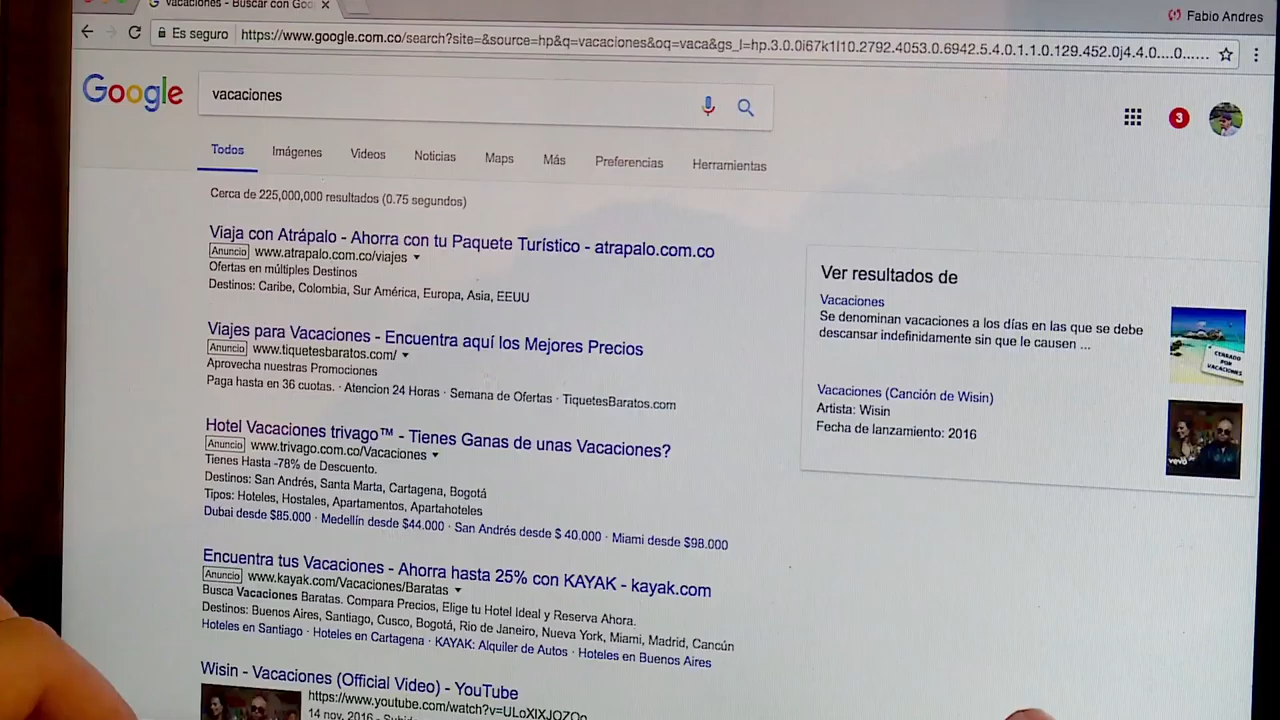 vacaciones - Buscar con Goo
Fabio Andres
Es seguro
https://www.google.com.co/search?site=&source=hp&q=vacaciones&oq=vaca&gs_l=hp.3.0.0i67k1l10.2792.4053.0.6942.5.4.0.1.1.0.129.452.0j4.4.0....0......
Google
vacaciones
3
Todos Imágenes Videos Noticias Maps Más Preferencias Herramientas
Cerca de 225,000,000 resultados (0.75 segundos)
Viaja con Atrápalo - Ahorra con tu Paquete Turístico - atrapalo.com.co
Anuncio www.atrapalo.com.co/viajes
Ofertas en múltiples Destinos
Destinos: Caribe, Colombia, Sur América, Europa, Asia, EEUU
Viajes para Vacaciones - Encuentra aquí los Mejores Precios
Anuncio www.tiquetesbaratos.com/
Aprovecha nuestras Promociones
Paga hasta en 36 cuotas. · Atencion 24 Horas · Semana de Ofertas · TiquetesBaratos.com
Hotel Vacaciones trivago™ - Tienes Ganas de unas Vacaciones?
Anuncio www.trivago.com.co/Vacaciones
Tienes Hasta -78% de Descuento.
Destinos: San Andrés, Santa Marta, Cartagena, Bogotá
Tipos: Hoteles, Hostales, Apartamentos, Apartahoteles
Dubai desde $85.000 · Medellín desde $44.000 · San Andrés desde $ 40.000 · Miami desde $98.000
Encuentra tus Vacaciones - Ahorra hasta 25% con KAYAK - kayak.com
Anuncio www.kayak.com/Vacaciones/Baratas
Busca Vacaciones Baratas. Compara Precios, Elige tu Hotel Ideal y Reserva Ahora.
Destinos: Buenos Aires, Santiago, Cusco, Bogotá, Rio de Janeiro, Nueva York, Miami, Madrid, Cancún
Hoteles en Santiago · Hoteles en Cartagena · KAYAK: Alquiler de Autos · Hoteles en Buenos Aires
Wisin - Vacaciones (Official Video) - YouTube
https://www.youtube.com/watch?v=ULoXIXJOZOo
14 nov. 2016
Ver resultados de
Vacaciones
Se denominan vacaciones a los días en las que se debe
descansar indefinidamente sin que le causen ...
CERRADO
POR
VACACIONES
Vacaciones (Canción de Wisin)
Artista: Wisin
Fecha de lanzamiento: 2016
vevo